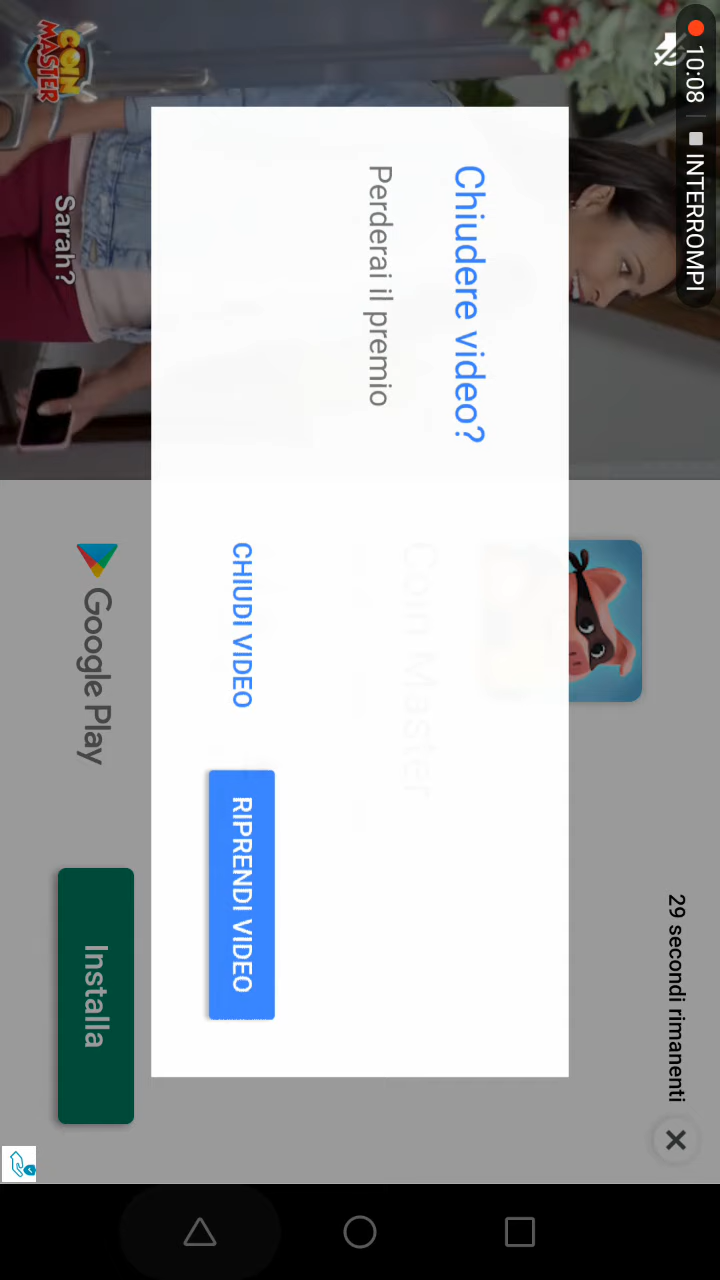 10:08
INTERROMPI
COIN
MASTER
Sarah?
29 secondi rimanenti
Chiudere video?
Perderai il premio
Coin Master
CHIUDI VIDEO
RIPRENDI VIDEO
Google Play
Installa